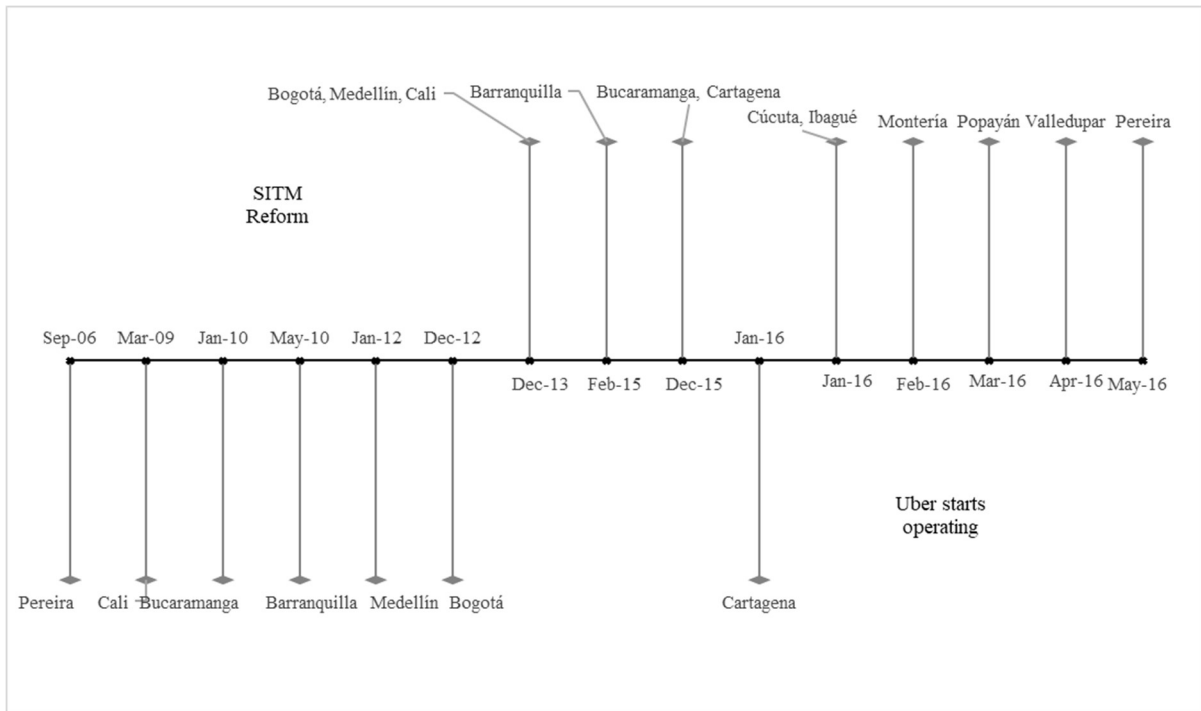 Bogotá, Medellín, Cali
Barranquilla
Bucaramanga, Cartagena
Cúcuta, Ibagué
Montería
Popayán
Valledupar
Pereira
SITM
Reform
Sep-06
Mar-09
Jan-10
May-10
Jan-12
Dec-12
Jan-16
Dec-13
Feb-15
Dec-15
Jan-16
Feb-16
Mar-16
Apr-16
May-16
Uber starts
operating
Pereira
Cali
Bucaramanga
Barranquilla
Medellín
Bogotá
Cartagena